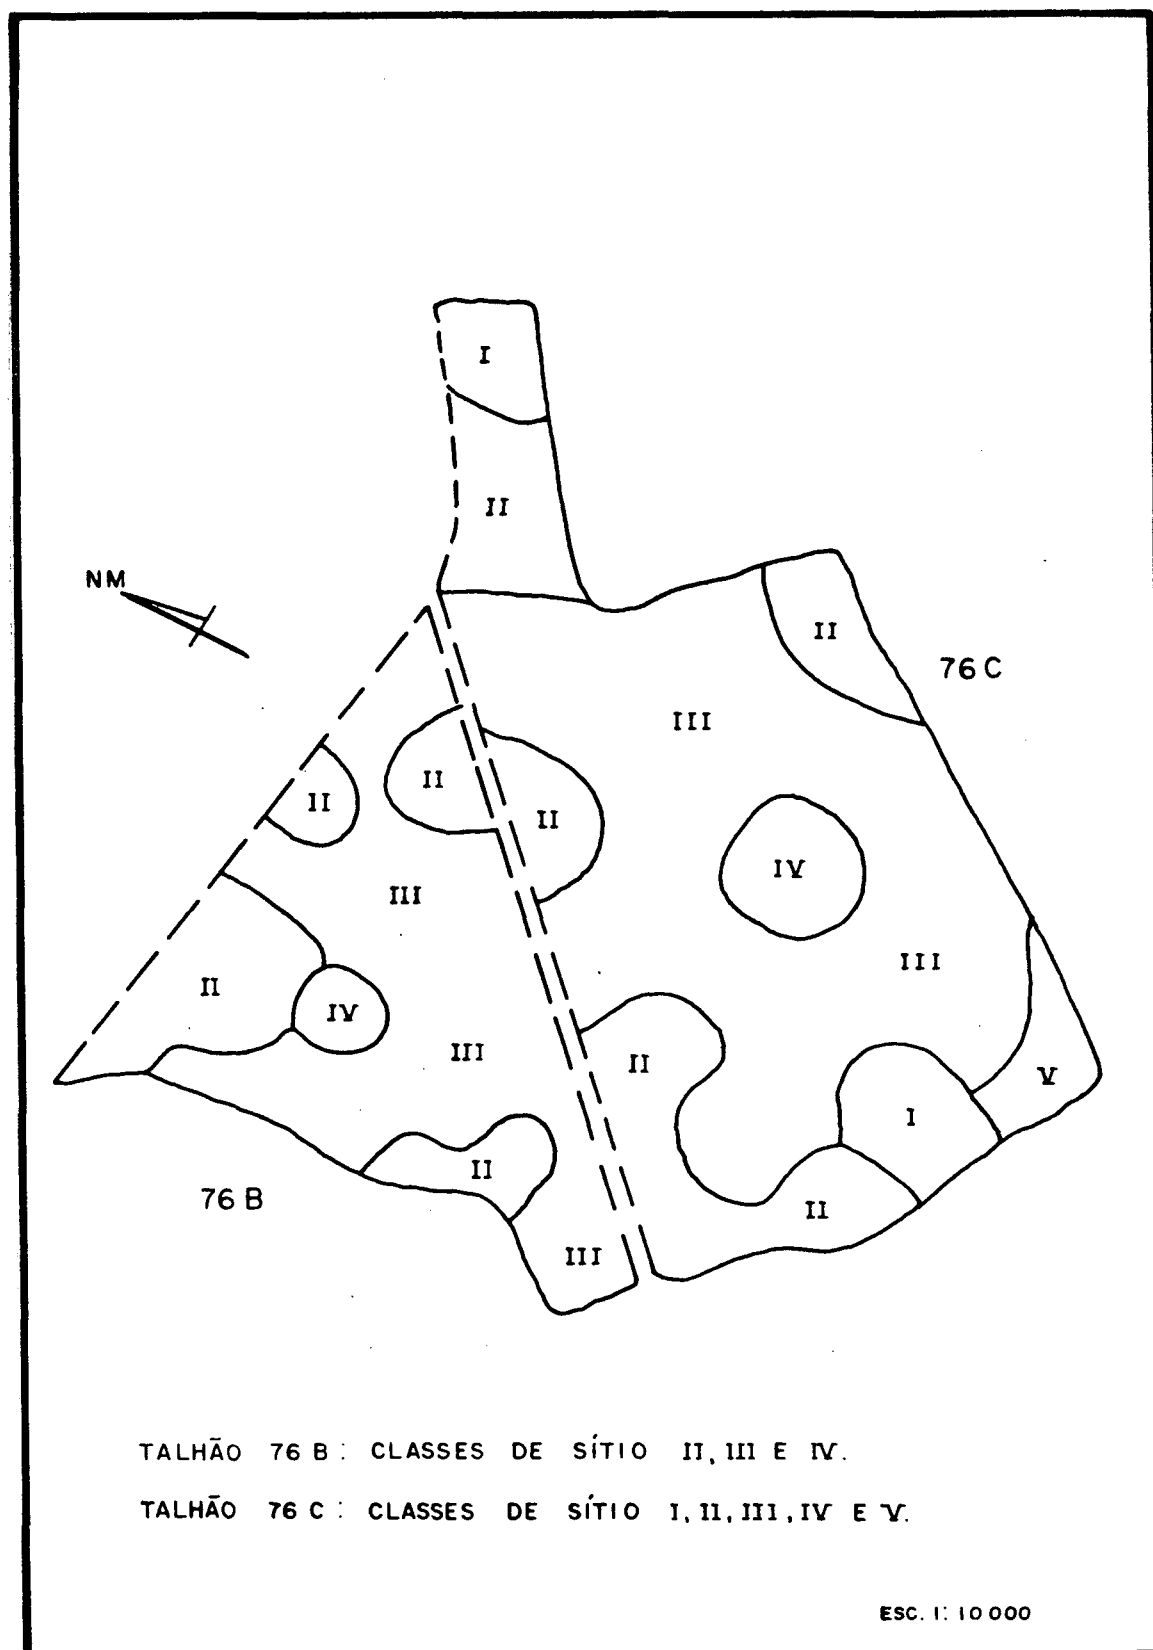 I
II
NM
II
76 C
III
II
II
II
IV
III
III
II
IV
III
II
V
I
II
76 B
II
III
TALHÃO 76 B : CLASSES DE SÍTIO II, III E IV.
TALHÃO 76 C : CLASSES DE SÍTIO I, II, III, IV E V.
ESC. 1: 10 000